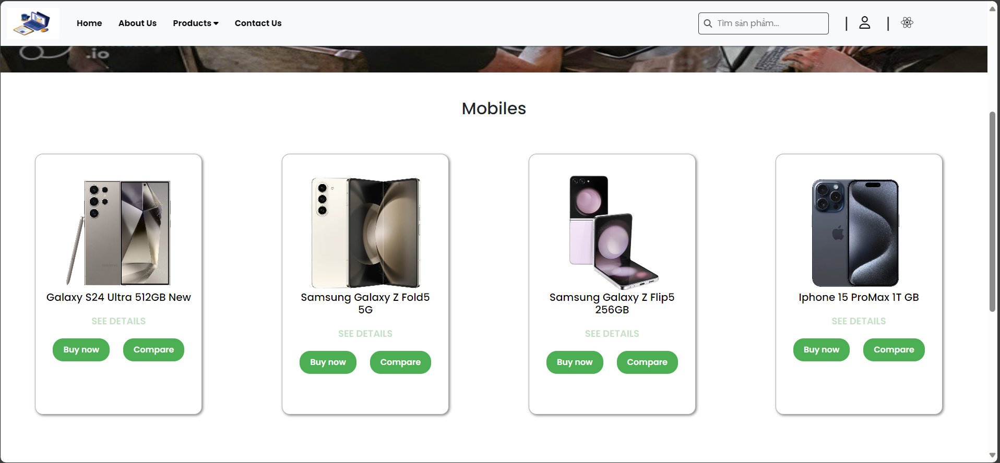 Home
About Us
Products
Contact Us
Tìm sản phẩm...
.io
Mobiles
Galaxy S24 Ultra 512GB New
SEE DETAILS
Buy now
Compare
Samsung Galaxy Z Fold5
5G
SEE DETAILS
Buy now
Compare
Samsung Galaxy Z Flip5
256GB
SEE DETAILS
Buy now
Compare
Iphone 15 ProMax 1T GB
SEE DETAILS
Buy now
Compare